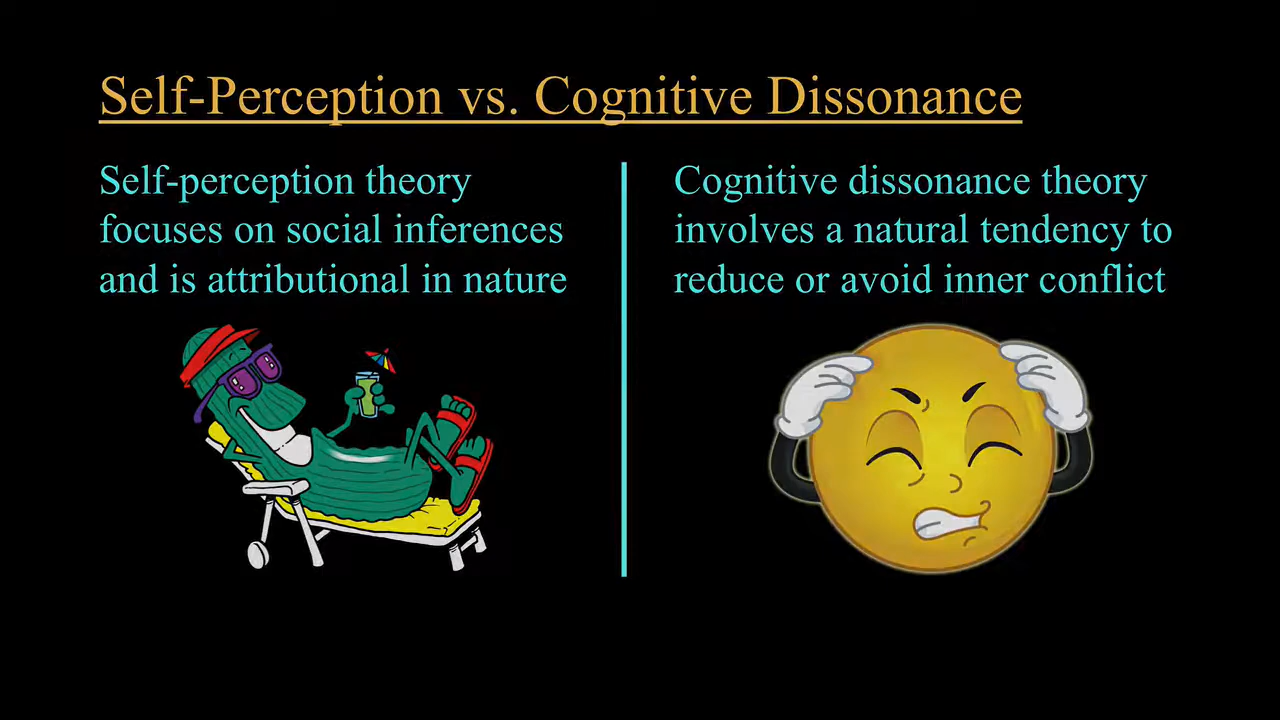 Self-Perception vs. Cognitive Dissonance
Self-perception theory
focuses on social inferences
and is attributional in nature
Cognitive dissonance theory
involves a natural tendency to
reduce or avoid inner conflict